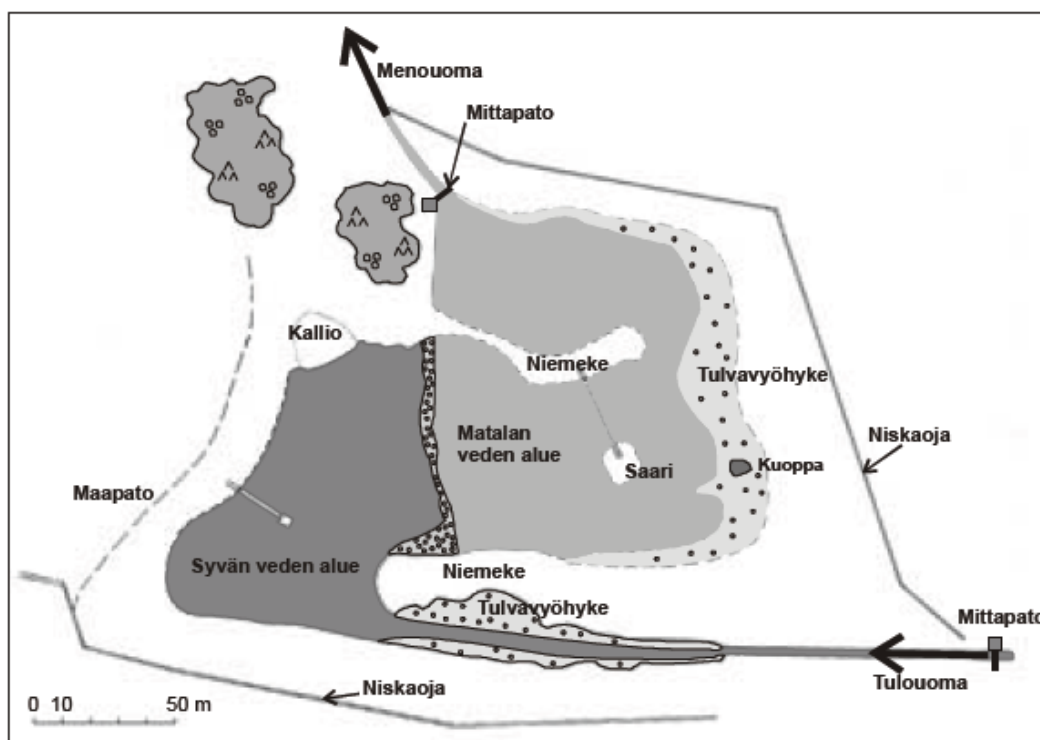 Menouoma
Mittapato
Kallio
Niemeke
Tulvavyöhyke
Matalan
veden alue
Saari
Kuoppa
Niskaoja
Maapato
Syvän veden alue
Niemeke
Tulvavyöhyke
Mittapato
Tulouoma
Niskaoja
0 10 50 m